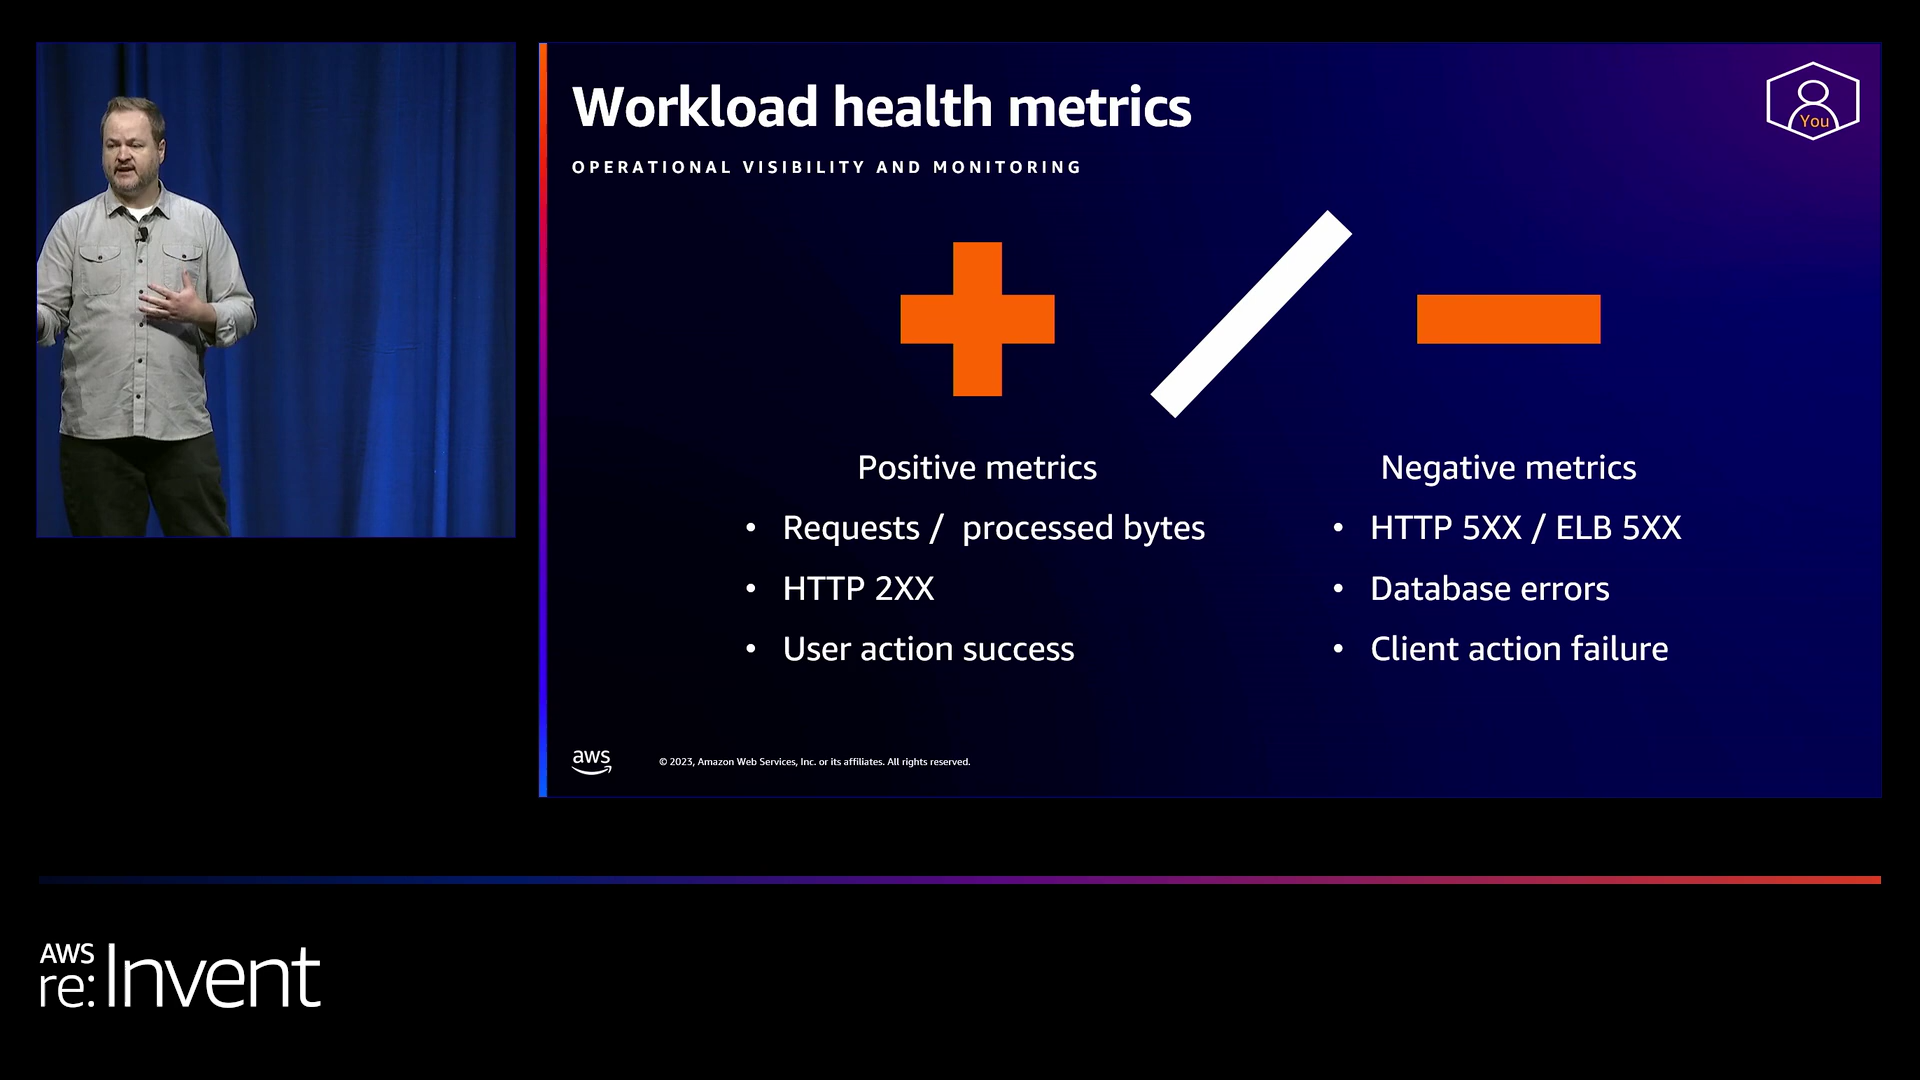 Workload health metrics
OPERATIONAL VISIBILITY AND MONITORING
You
Positive metrics
• Requests / processed bytes
• HTTP 2XX
• User action success
Negative metrics
• HTTP 5XX / ELB 5XX
• Database errors
• Client action failure
aws
© 2023, Amazon Web Services, Inc. or its affiliates. All rights reserved.
AWS
re:Invent